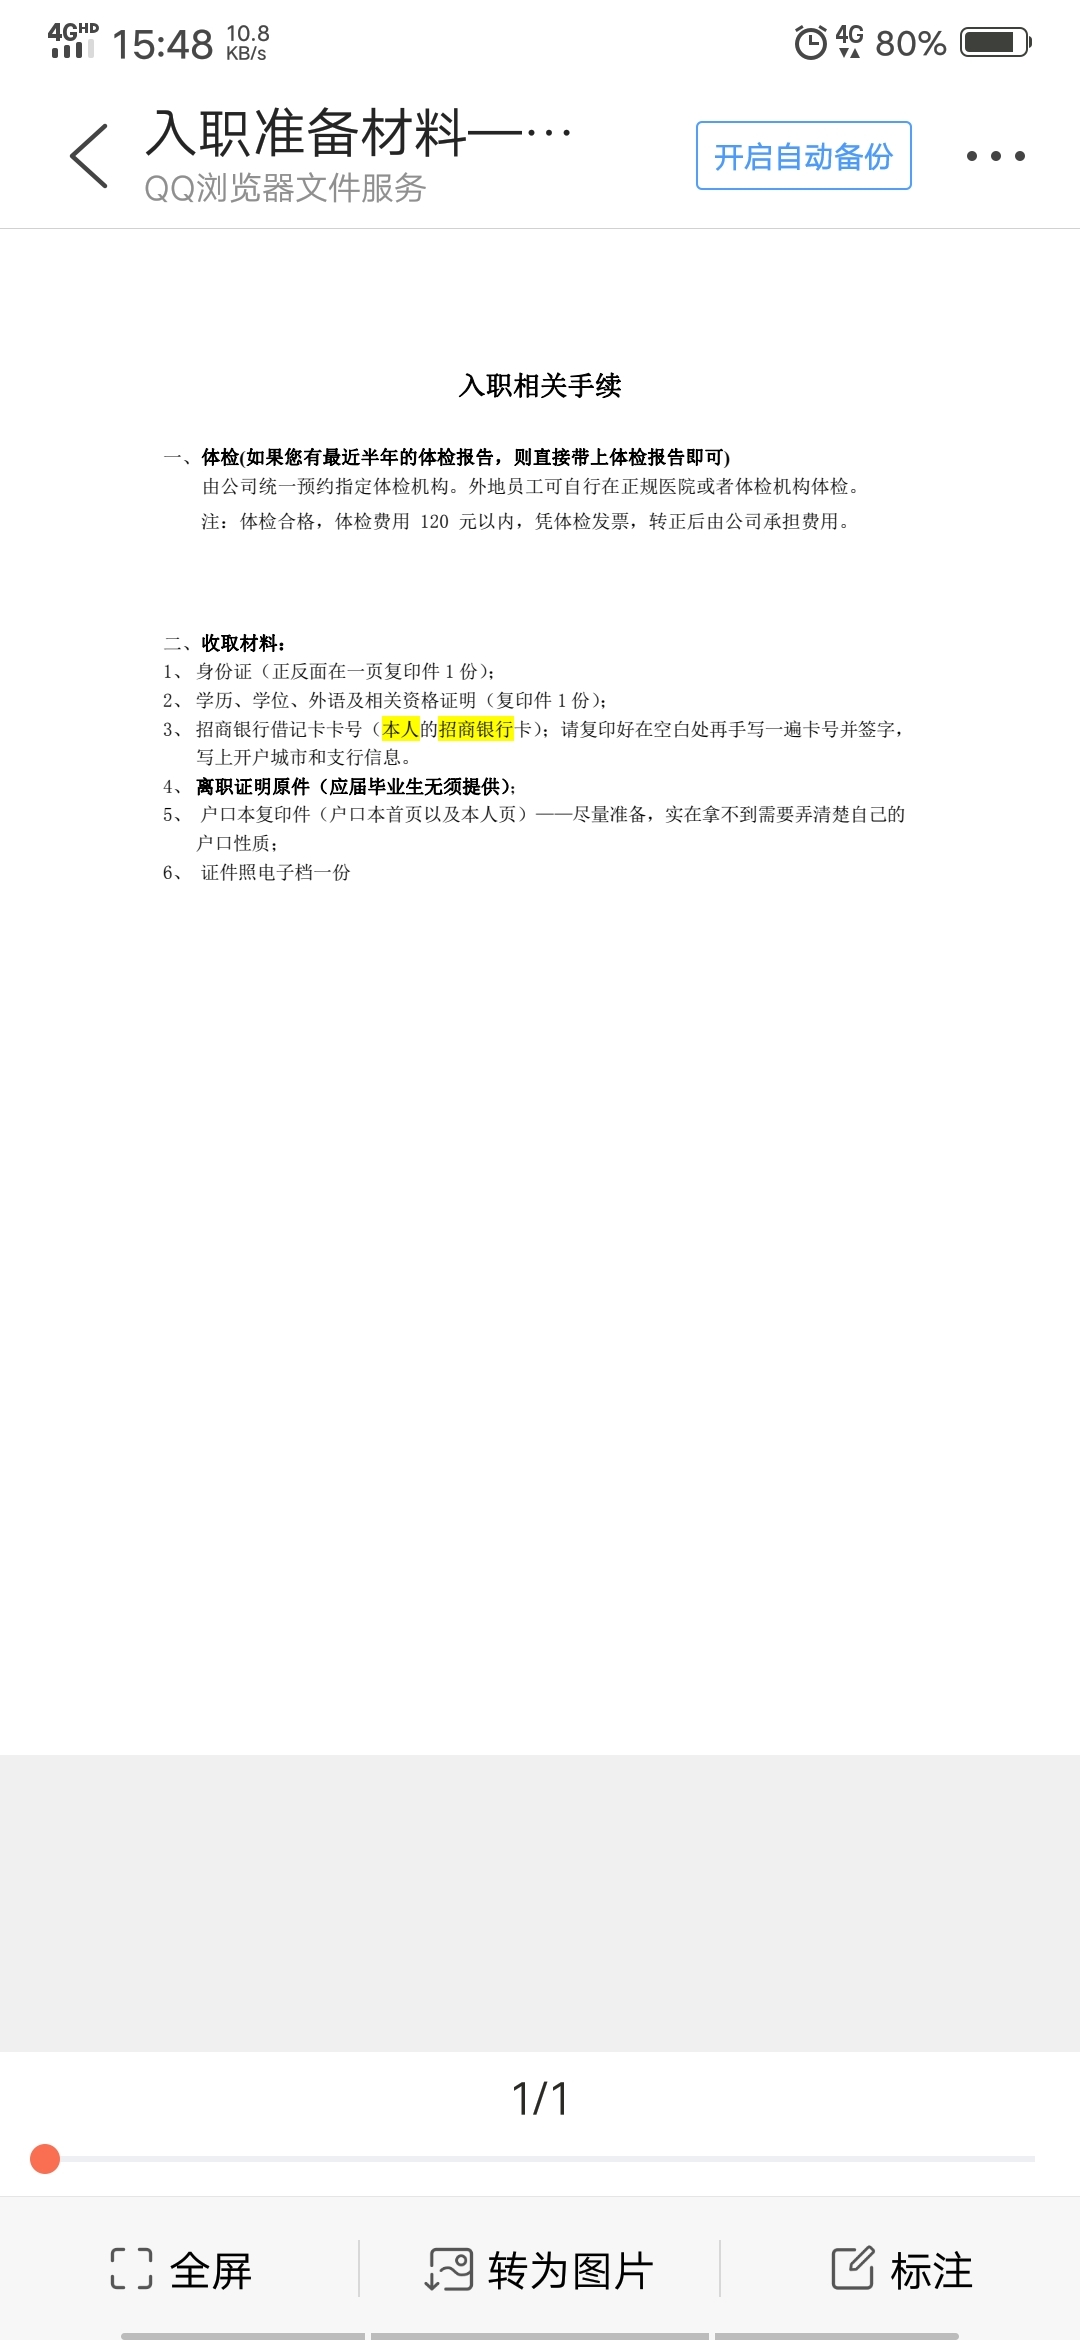 4GHD 15:48 10.8 KB/s 4G 80%
入职准备材料—…
QQ浏览器文件服务
开启自动备份
入职相关手续
一、体检(如果您有最近半年的体检报告，则直接带上体检报告即可)
由公司统一预约指定体检机构。外地员工可自行在正规医院或者体检机构体检。
注：体检合格，体检费用 120 元以内，凭体检发票，转正后由公司承担费用。
二、收取材料：
1、 身份证（正反面在一页复印件 1 份）；
2、 学历、学位、外语及相关资格证明（复印件 1 份）；
3、 招商银行借记卡卡号（本人的招商银行卡）；请复印好在空白处再手写一遍卡号并签字，
写上开户城市和支行信息。
4、 离职证明原件（应届毕业生无须提供）；
5、 户口本复印件（户口本首页以及本人页）——尽量准备，实在拿不到需要弄清楚自己的
户口性质；
6、 证件照电子档一份
1/1
全屏 转为图片 标注